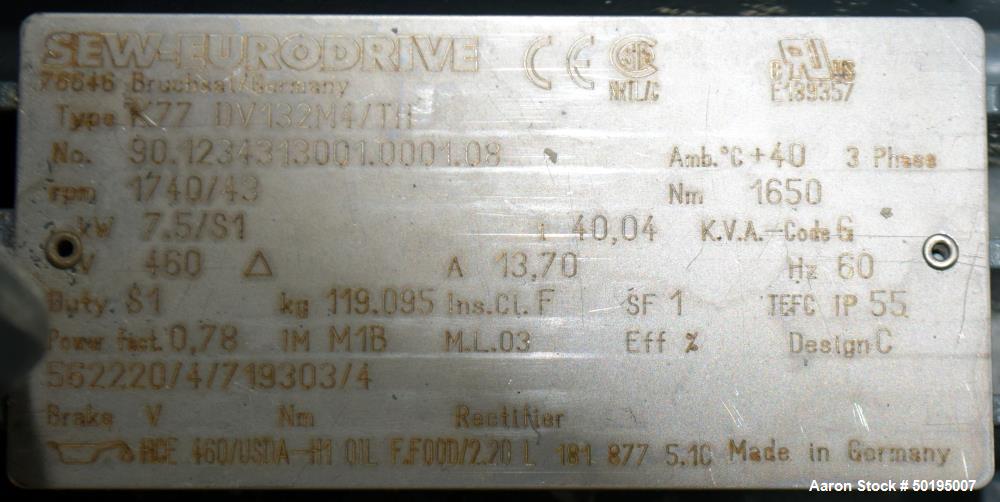 SEW-EURODRIVE CE NRTL/C C UL US
76646 Bruchsal/Germany E189357
Type K77 DV132M4/TH
No. 90.1234313001.0001.08 Amb.°C +40 3 Phase
rpm 1740/43 Nm 1650
kW 7.5/S1 i 40,04 K.V.A.-Code G
V 460 Δ A 13,70 Hz 60
Duty. S1 kg 119.095 Ins.Cl. F SF 1 TEFC IP 55
Power fact. 0,78 IM M1B M.L.03 Eff % Design C
562220/4/719303/4
Brake V Nm Rectifier
460/USDA-H1 OIL F.FOOD/2.20 L 181 877 5.10 Made in Germany
Aaron Stock # 50195007